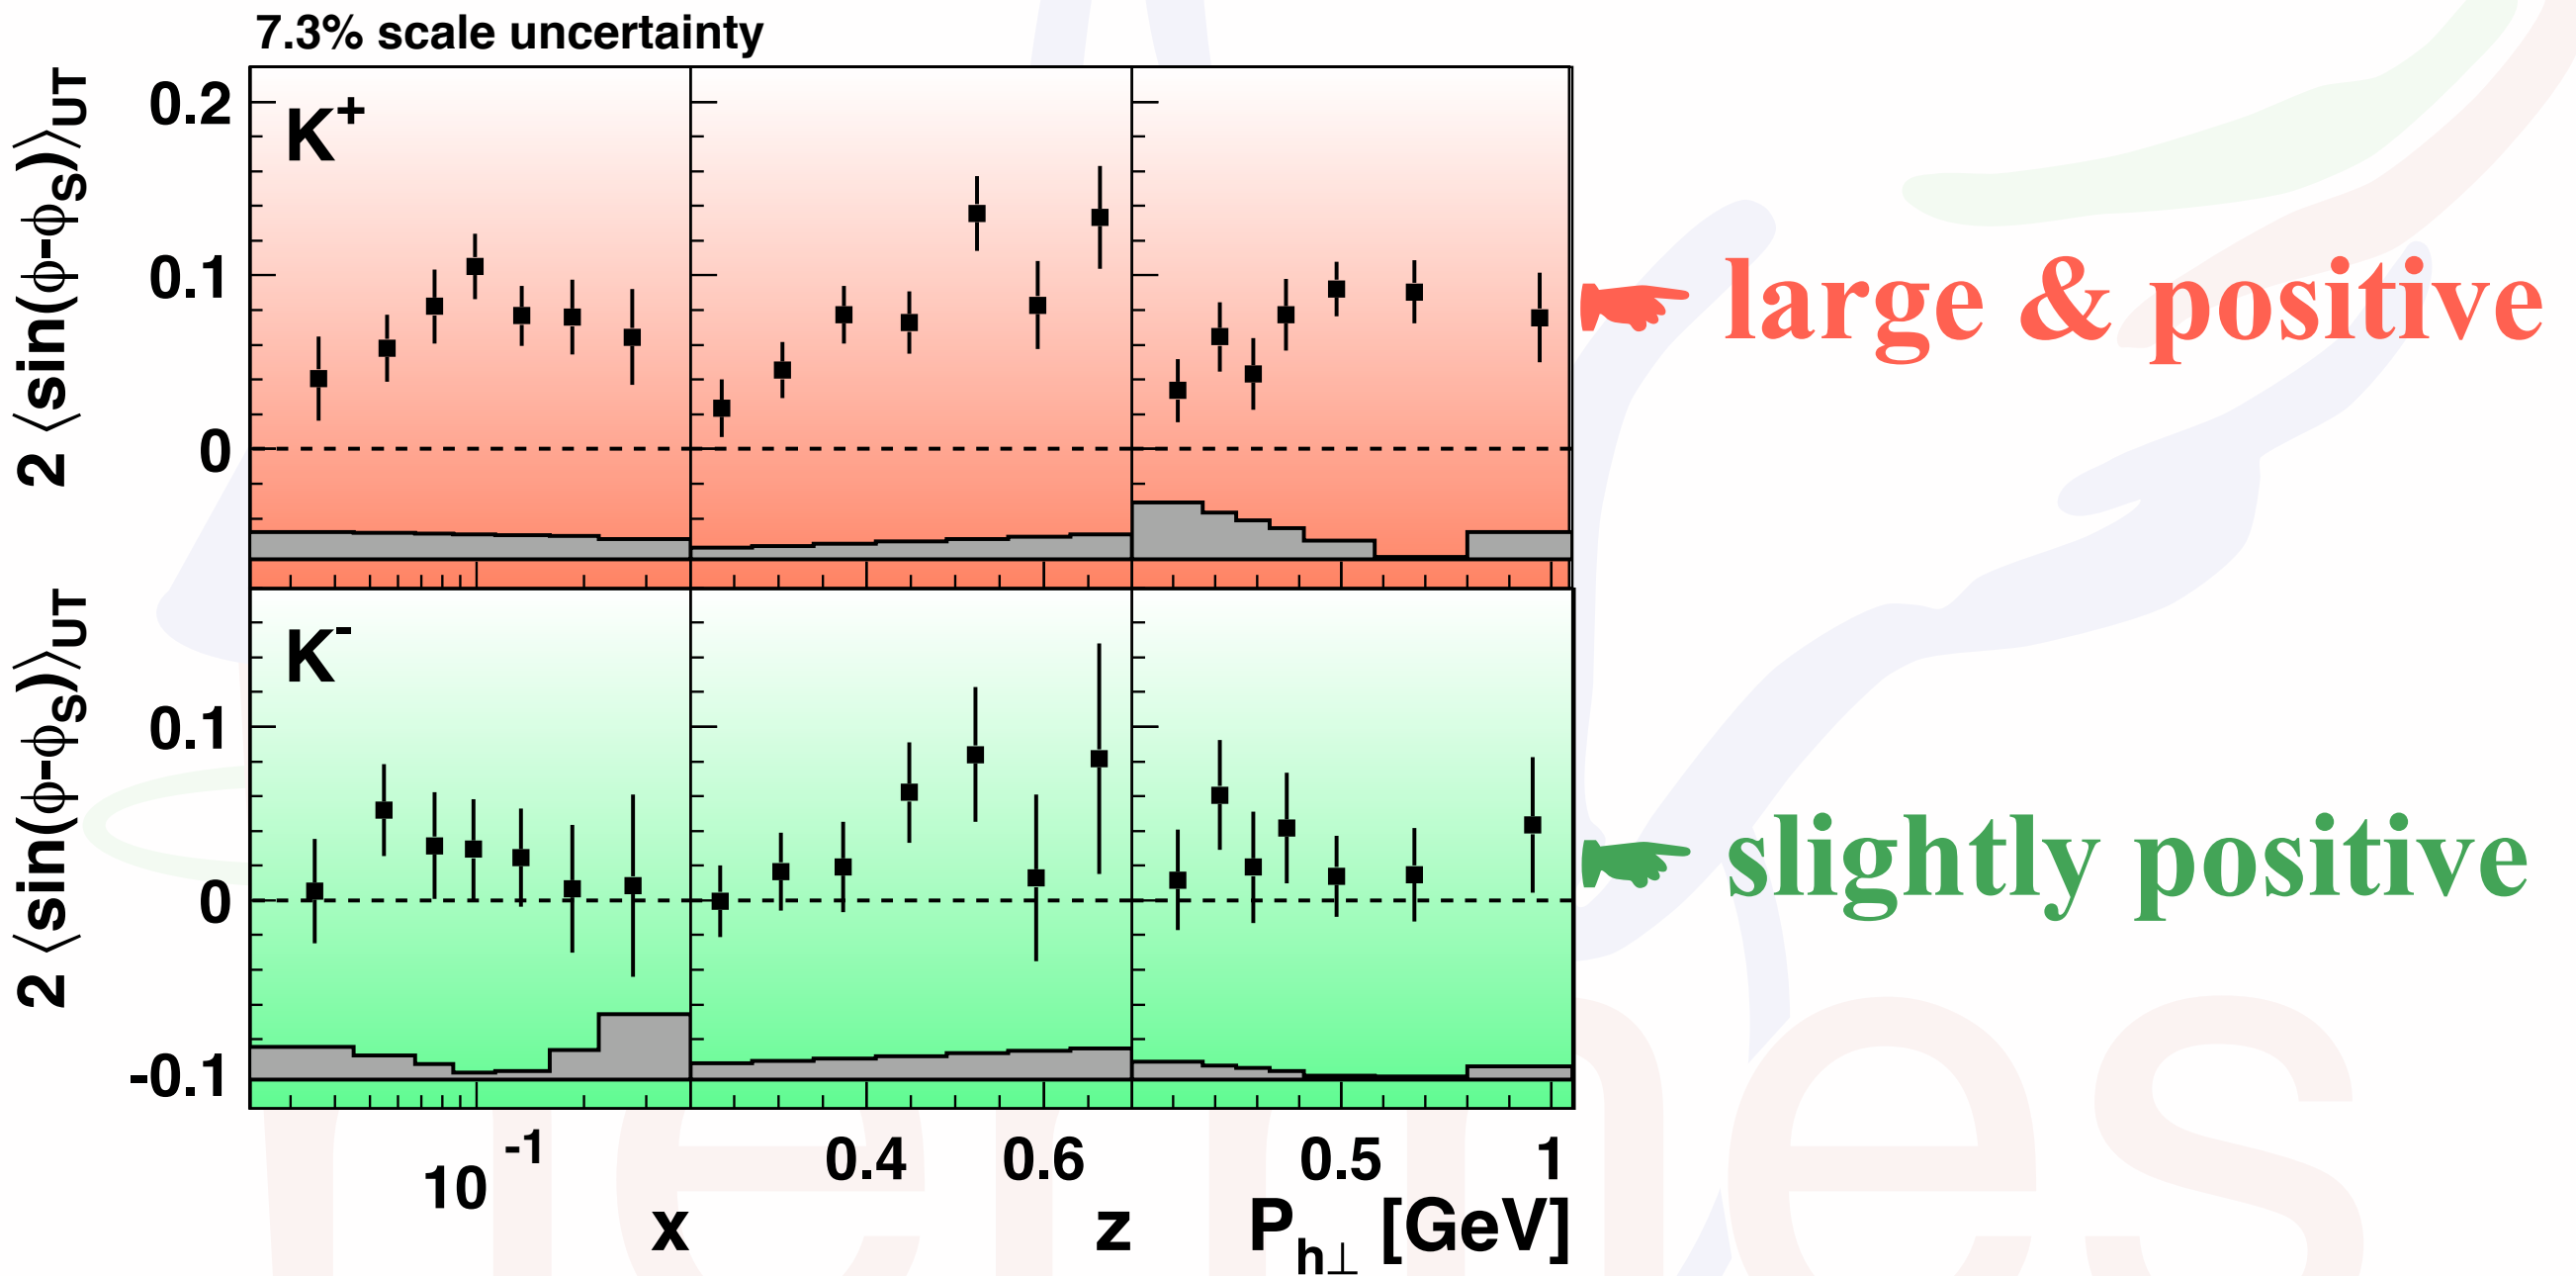 7.3% scale uncertainty
2 ⟨sin(ϕ-ϕS)⟩UT
0.2
0.1
0
K+
large & positive
2 ⟨sin(ϕ-ϕS)⟩UT
0.1
0
-0.1
K-
slightly positive
10-1
0.4
0.6
0.5
1
x
z
Ph⊥ [GeV]
hermes